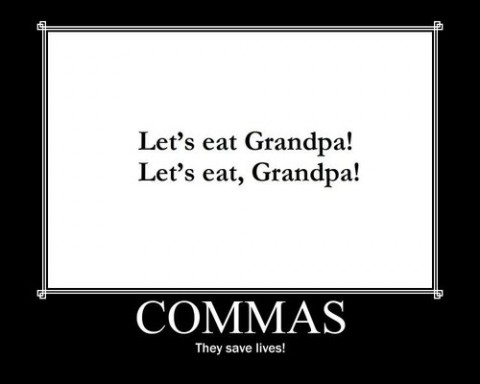 Let’s eat Grandpa!
Let’s eat, Grandpa!
COMMAS
They save lives!